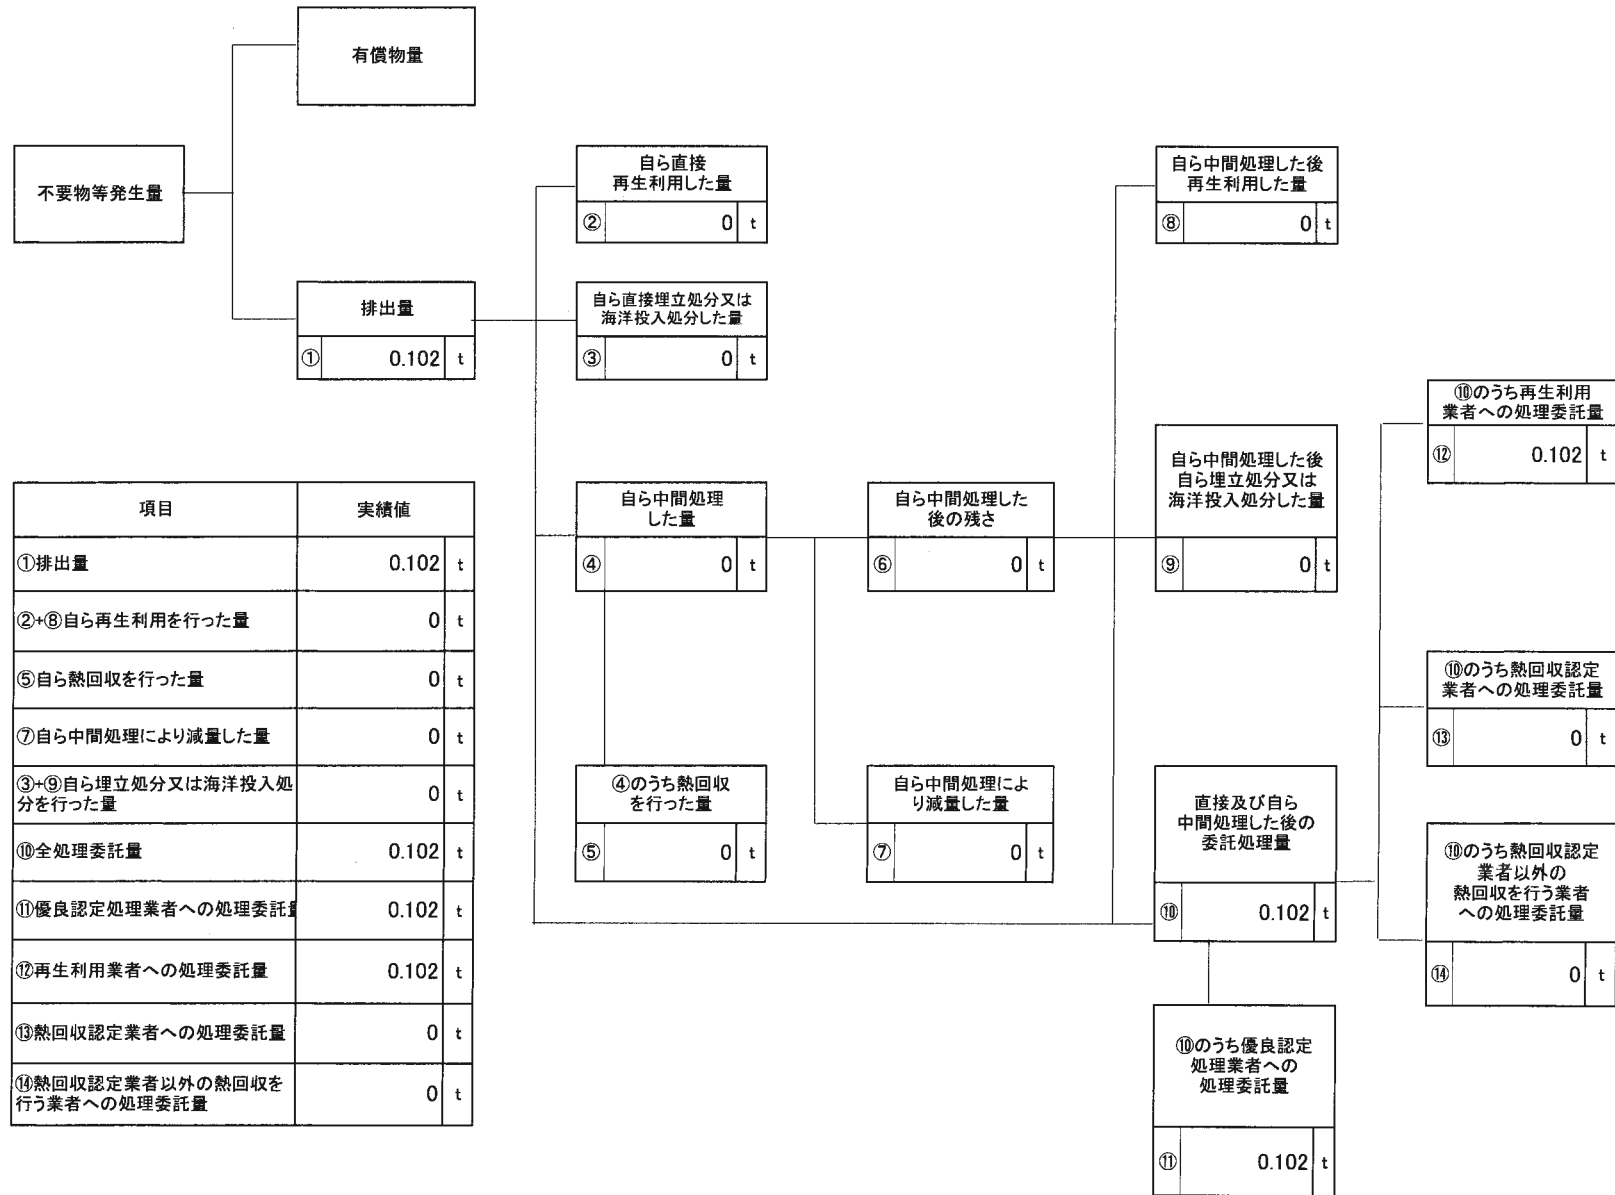 有償物量
不要物等発生量
排出量
① 0.102 t
自ら直接
再生利用した量
② 0 t
自ら直接埋立処分又は
海洋投入処分した量
③ 0 t
自ら中間処理
した量
④ 0 t
④のうち熱回収
を行った量
⑤ 0 t
自ら中間処理した
後の残さ
⑥ 0 t
自ら中間処理によ
り減量した量
⑦ 0 t
自ら中間処理した後
再生利用した量
⑧ 0 t
自ら中間処理した後
自ら埋立処分又は
海洋投入処分した量
⑨ 0 t
直接及び自ら
中間処理した後の
委託処理量
⑩ 0.102 t
⑩のうち優良認定
処理業者への
処理委託量
⑪ 0.102 t
⑩のうち再生利用
業者への処理委託量
⑫ 0.102 t
⑩のうち熱回収認定
業者への処理委託量
⑬ 0 t
⑩のうち熱回収認定
業者以外の
熱回収を行う業者
への処理委託量
⑭ 0 t
項目 実績値
①排出量 0.102 t
②+⑧自ら再生利用を行った量 0 t
⑤自ら熱回収を行った量 0 t
⑦自ら中間処理により減量した量 0 t
③+⑨自ら埋立処分又は海洋投入処
分を行った量 0 t
⑩全処理委託量 0.102 t
⑪優良認定処理業者への処理委託量 0.102 t
⑫再生利用業者への処理委託量 0.102 t
⑬熱回収認定業者への処理委託量 0 t
⑭熱回収認定業者以外の熱回収を
行う業者への処理委託量 0 t